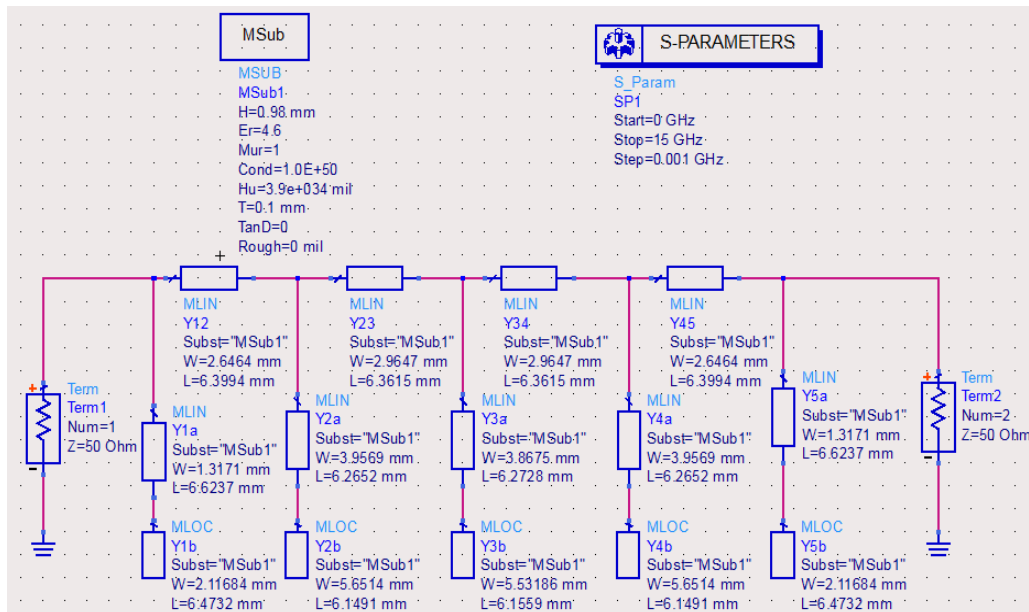 MSub
MSUB
MSub1
H=0.98 mm
Er=4.6
Mur=1
Cond=1.0E+50
Hu=3.9e+034 mil
T=0.1 mm
TanD=0
Rough=0 mil
S-PARAMETERS
S_Param
SP1
Start=0 GHz
Stop=15 GHz
Step=0.001 GHz
MLIN
Y12
Subst="MSub1"
W=2.6464 mm
L=6.3994 mm
MLIN
Y23
Subst="MSub1"
W=2.9647 mm
L=6.3615 mm
MLIN
Y34
Subst="MSub1"
W=2.9647 mm
L=6.3615 mm
MLIN
Y45
Subst="MSub1"
W=2.6464 mm
L=6.3994 mm
Term
Term1
Num=1
Z=50 Ohm
MLIN
Y1a
Subst="MSub1"
W=1.3171 mm
L=6.6237 mm
MLIN
Y2a
Subst="MSub1"
W=3.9569 mm
L=6.2652 mm
MLIN
Y3a
Subst="MSub1"
W=3.8675 mm
L=6.2728 mm
MLIN
Y4a
Subst="MSub1"
W=3.9569 mm
L=6.2652 mm
MLIN
Y5a
Subst="MSub1"
W=1.3171 mm
L=6.6237 mm
Term
Term2
Num=2
Z=50 Ohm
MLOC
Y1b
Subst="MSub1"
W=2.11684 mm
L=6.4732 mm
MLOC
Y2b
Subst="MSub1"
W=5.6514 mm
L=6.1491 mm
MLOC
Y3b
Subst="MSub1"
W=5.53186 mm
L=6.1559 mm
MLOC
Y4b
Subst="MSub1"
W=5.6514 mm
L=6.1491 mm
MLOC
Y5b
Subst="MSub1"
W=2.11684 mm
L=6.4732 mm